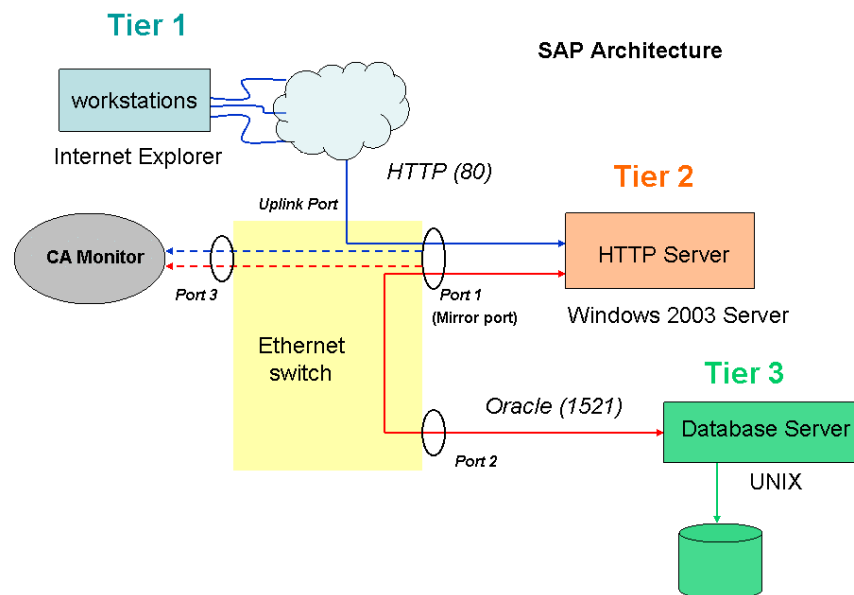 Tier 1
SAP Architecture
workstations
Internet Explorer
HTTP (80)
Tier 2
Uplink Port
CA Monitor
HTTP Server
Port 3
Port 1
(Mirror port)
Windows 2003 Server
Ethernet
switch
Tier 3
Oracle (1521)
Database Server
Port 2
UNIX